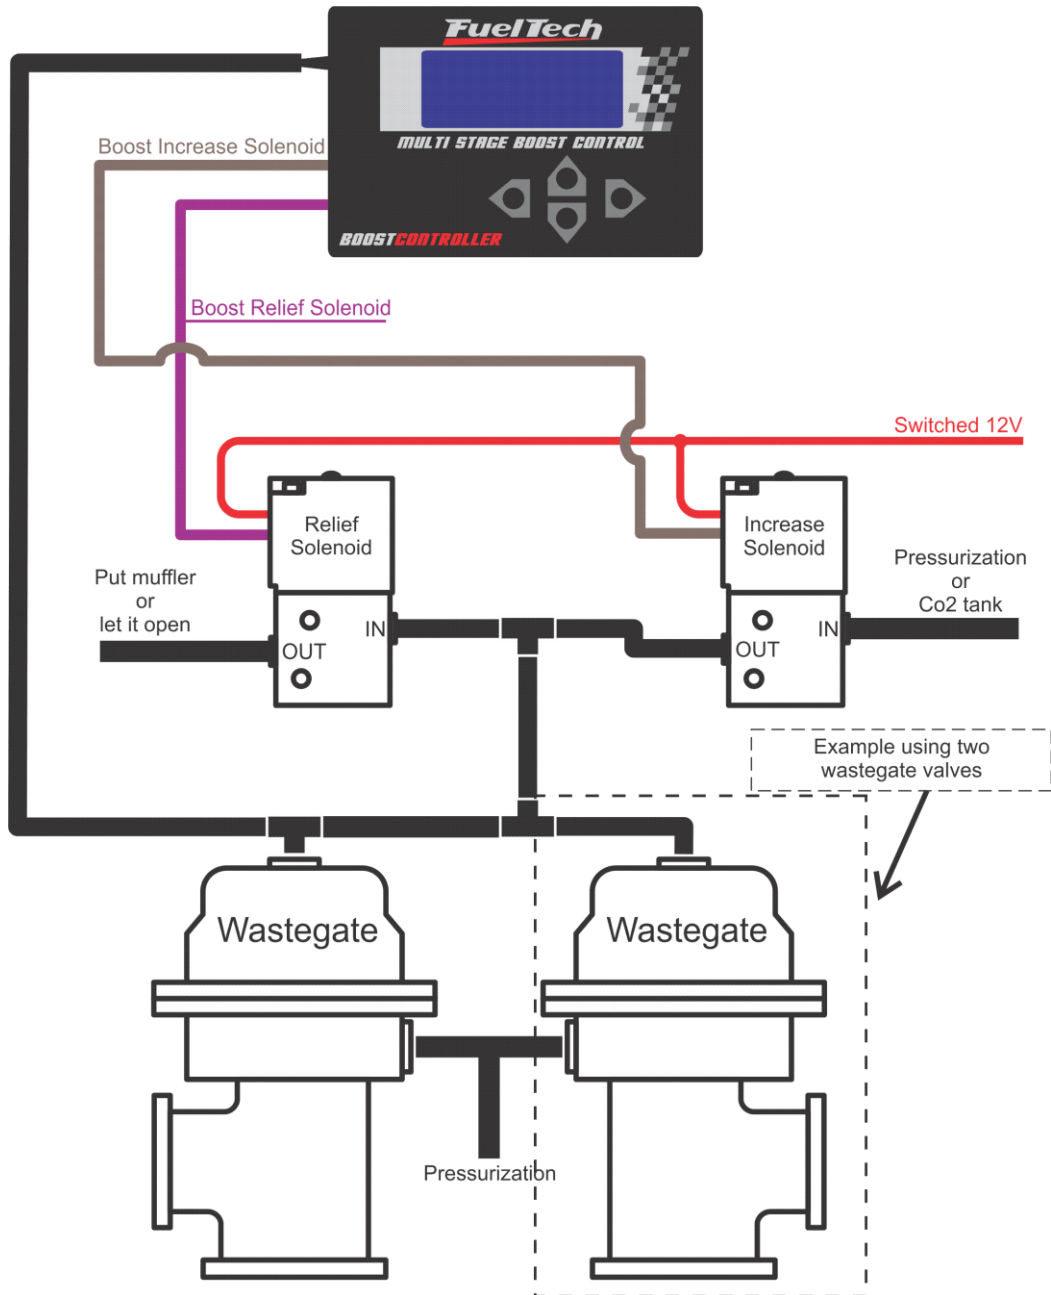 FuelTech
MULTI STAGE BOOST CONTROL
Boost Increase Solenoid
BOOSTCONTROLLER
Boost Relief Solenoid
Switched 12V
Relief
Solenoid
Increase
Solenoid
Put muffler
or
let it open
Pressurization
or
Co2 tank
IN
OUT
IN
OUT
Example using two
wastegate valves
Wastegate
Wastegate
Pressurization